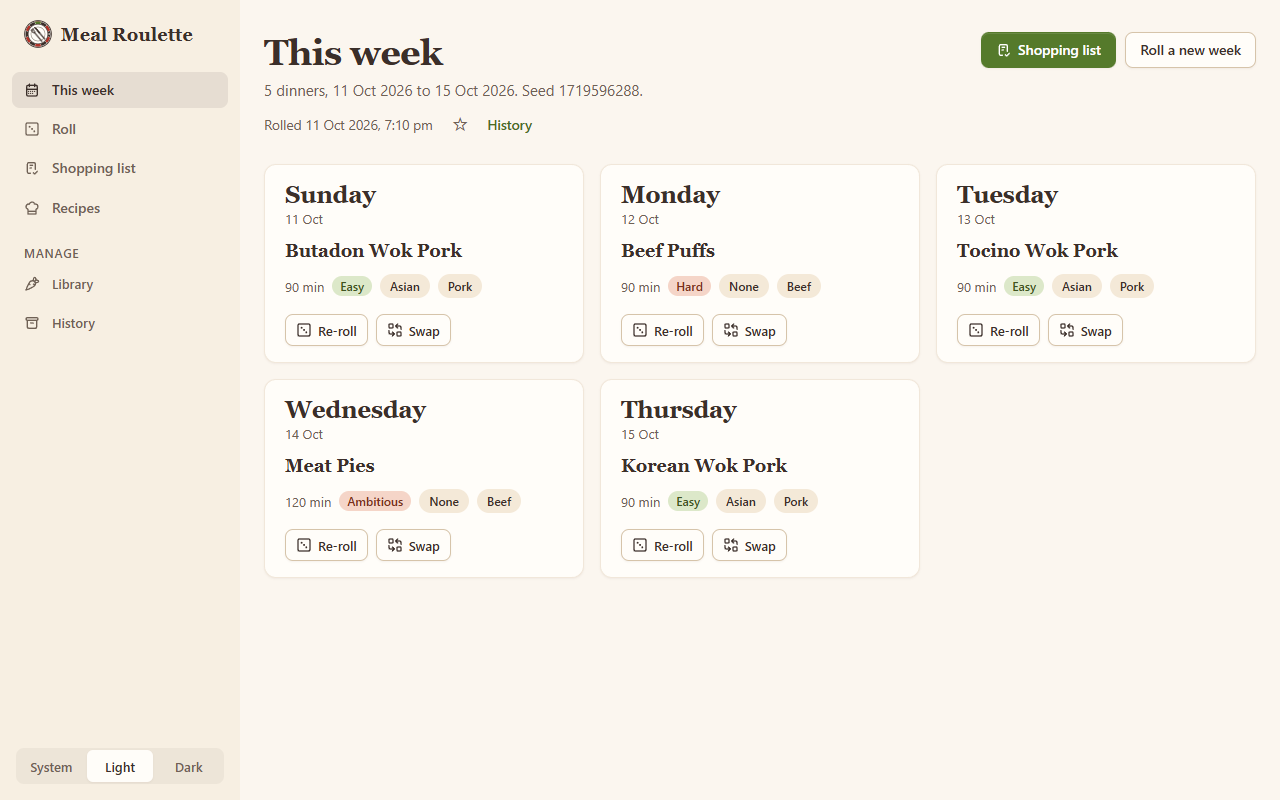 Meal Roulette
This week
Roll
Shopping list
Recipes
MANAGE
Library
History
System Light Dark
This week
5 dinners, 11 Oct 2026 to 15 Oct 2026. Seed 1719596288.
Rolled 11 Oct 2026, 7:10 pm History
Shopping list Roll a new week
Sunday
11 Oct
Butadon Wok Pork
90 min Easy Asian Pork
Re-roll Swap
Monday
12 Oct
Beef Puffs
90 min Hard None Beef
Re-roll Swap
Tuesday
13 Oct
Tocino Wok Pork
90 min Easy Asian Pork
Re-roll Swap
Wednesday
14 Oct
Meat Pies
120 min Ambitious None Beef
Re-roll Swap
Thursday
15 Oct
Korean Wok Pork
90 min Easy Asian Pork
Re-roll Swap